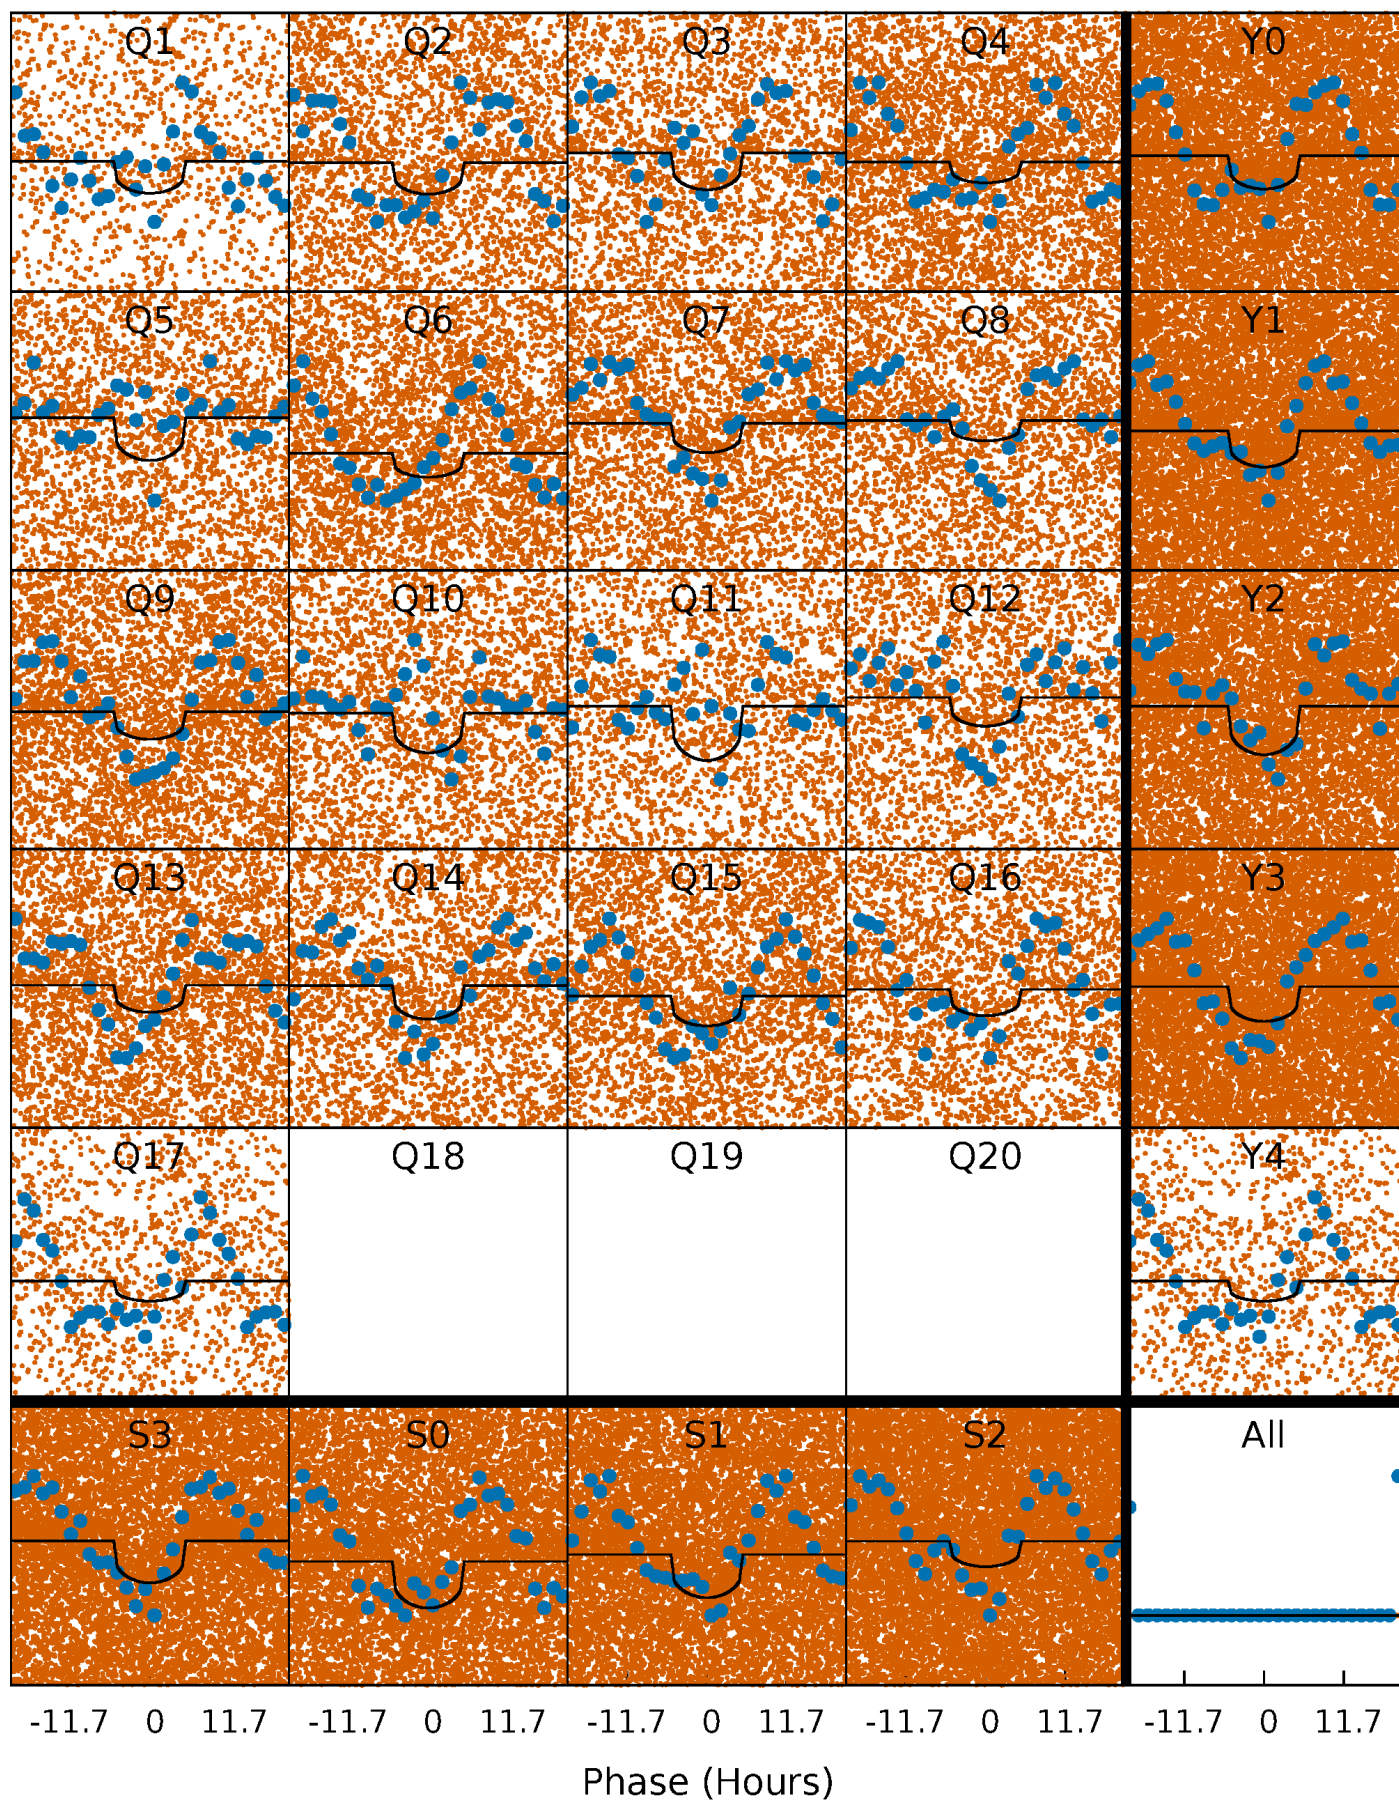 Q1 Q2 Q3 Q4 Y0
Q5 Q6 Q7 Q8 Y1
Q9 Q10 Q11 Q12 Y2
Q13 Q14 Q15 Q16 Y3
Q17 Q18 Q19 Q20 Y4
S3 S0 S1 S2 All
-11.7 0 11.7 -11.7 0 11.7 -11.7 0 11.7 -11.7 0 11.7 -11.7 0 11.7
Phase (Hours)